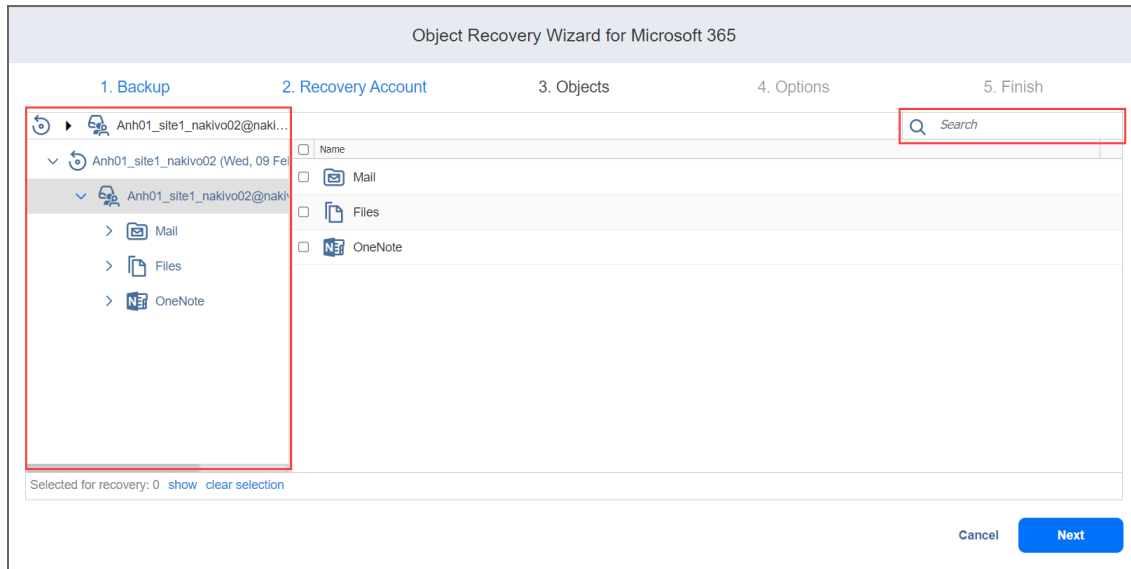 Object Recovery Wizard for Microsoft 365
1. Backup 2. Recovery Account 3. Objects 4. Options 5. Finish
Anh01_site1_nakivo02@naki... Search
Name
Anh01_site1_nakivo02 (Wed, 09 Fel
Mail
Anh01_site1_nakivo02@nakiv
Files
Mail
OneNote
Files
OneNote
Selected for recovery: 0 show clear selection
Cancel Next